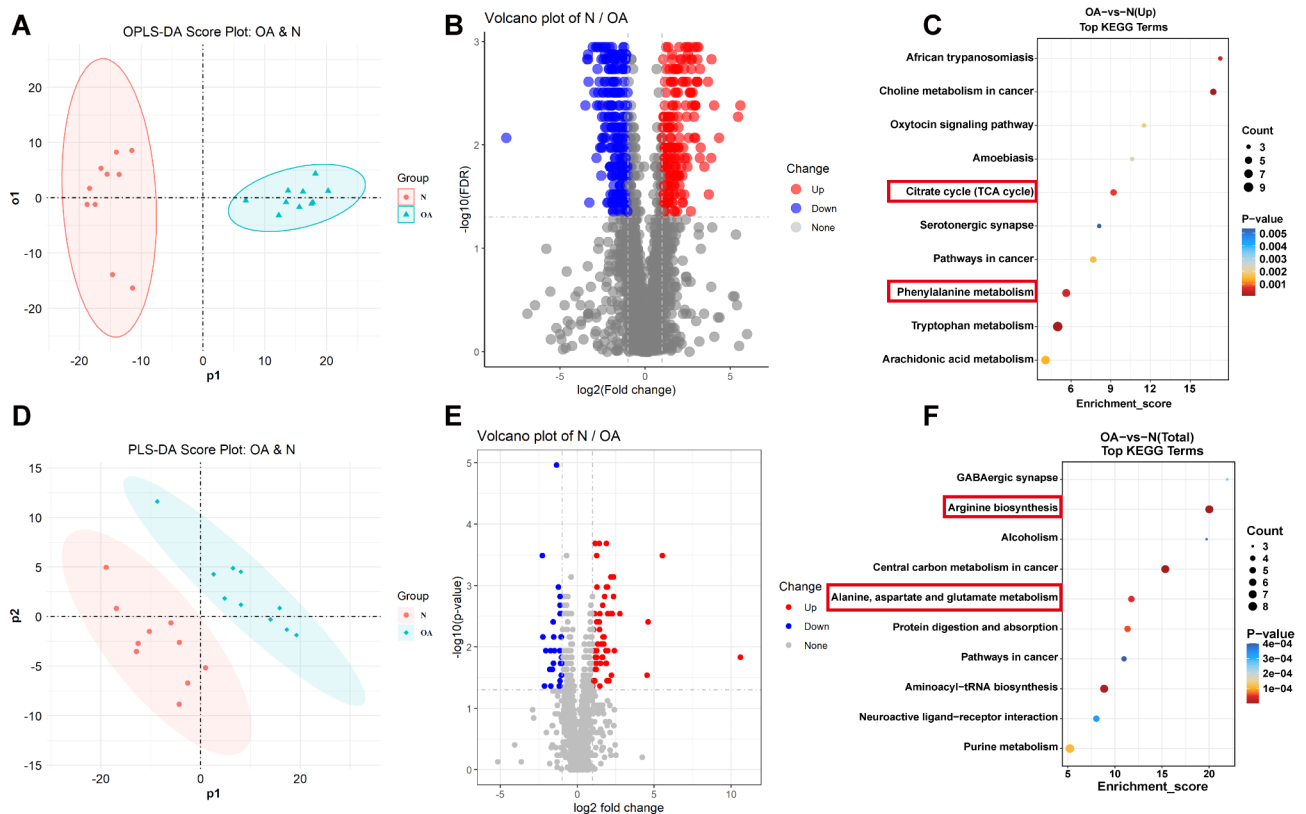 A
OPLS-DA Score Plot: OA & N
20
10
0
-10
-20
o1
-20
-10
0
10
20
p1
Group
N
OA
B
Volcano plot of N / OA
3
2
1
0
-log10(FDR)
-5
0
5
log2(Fold change)
Change
Up
Down
None
C
OA-vs-N(Up)
Top KEGG Terms
African trypanosomiasis
Choline metabolism in cancer
Oxytocin signaling pathway
Amoebiasis
Citrate cycle (TCA cycle)
Serotonergic synapse
Pathways in cancer
Phenylalanine metabolism
Tryptophan metabolism
Arachidonic acid metabolism
6
9
12
15
Enrichment_score
Count
3
5
7
9
P-value
0.005
0.004
0.003
0.002
0.001
D
PLS-DA Score Plot: OA & N
15
10
5
0
-5
-10
-15
p2
-20
0
20
p1
Group
N
OA
E
Volcano plot of N / OA
5
4
3
2
1
0
-log10(p-value)
-5
0
5
10
log2 fold change
Change
Up
Down
None
F
OA-vs-N(Total)
Top KEGG Terms
GABAergic synapse
Arginine biosynthesis
Alcoholism
Central carbon metabolism in cancer
Alanine, aspartate and glutamate metabolism
Protein digestion and absorption
Pathways in cancer
Aminoacyl-tRNA biosynthesis
Neuroactive ligand-receptor interaction
Purine metabolism
5
10
15
20
Enrichment_score
Count
3
4
5
6
7
8
P-value
4e-04
3e-04
2e-04
1e-04